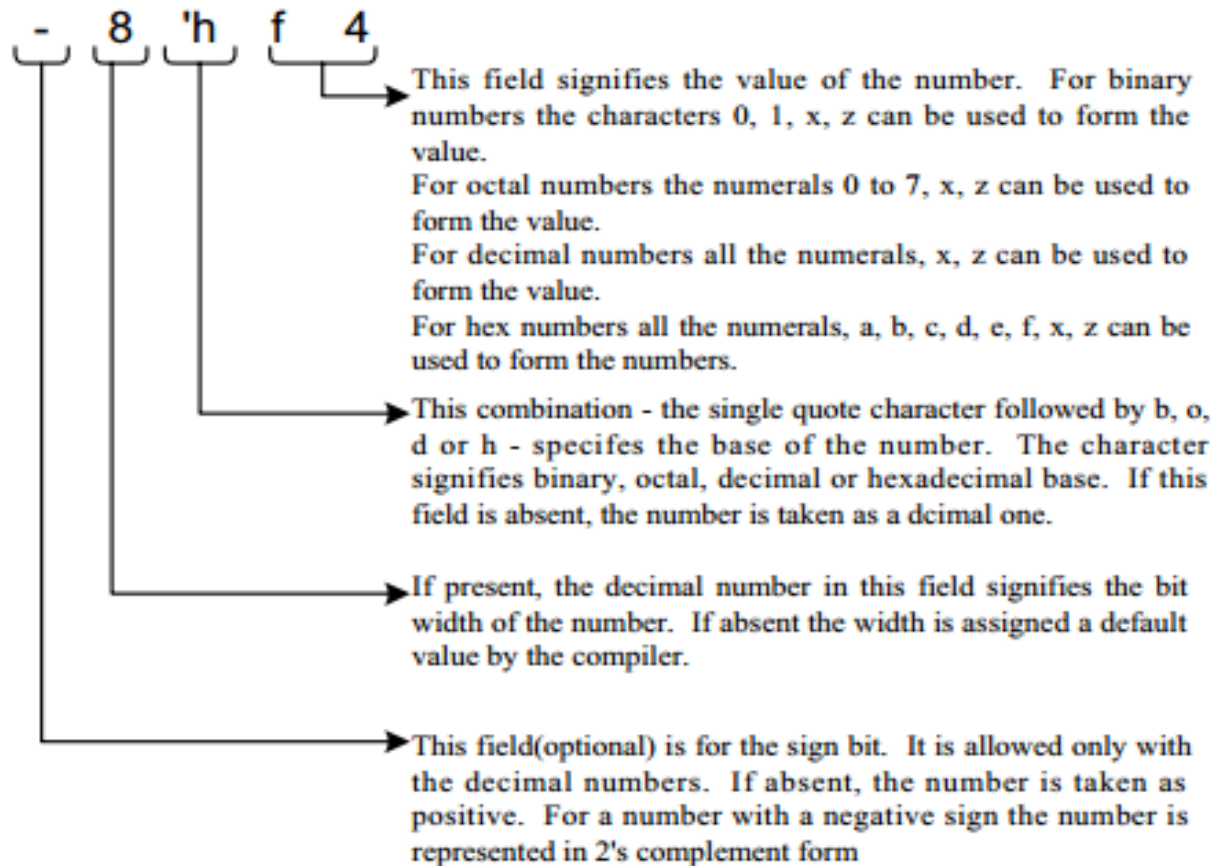 - 8 'h f 4
This field signifies the value of the number. For binary
numbers the characters 0, 1, x, z can be used to form the
value.
For octal numbers the numerals 0 to 7, x, z can be used to
form the value.
For decimal numbers all the numerals, x, z can be used to
form the value.
For hex numbers all the numerals, a, b, c, d, e, f, x, z can be
used to form the numbers.
This combination - the single quote character followed by b, o,
d or h - specifes the base of the number. The character
signifies binary, octal, decimal or hexadecimal base. If this
field is absent, the number is taken as a dcimal one.
If present, the decimal number in this field signifies the bit
width of the number. If absent the width is assigned a default
value by the compiler.
This field(optional) is for the sign bit. It is allowed only with
the decimal numbers. If absent, the number is taken as
positive. For a number with a negative sign the number is
represented in 2's complement form